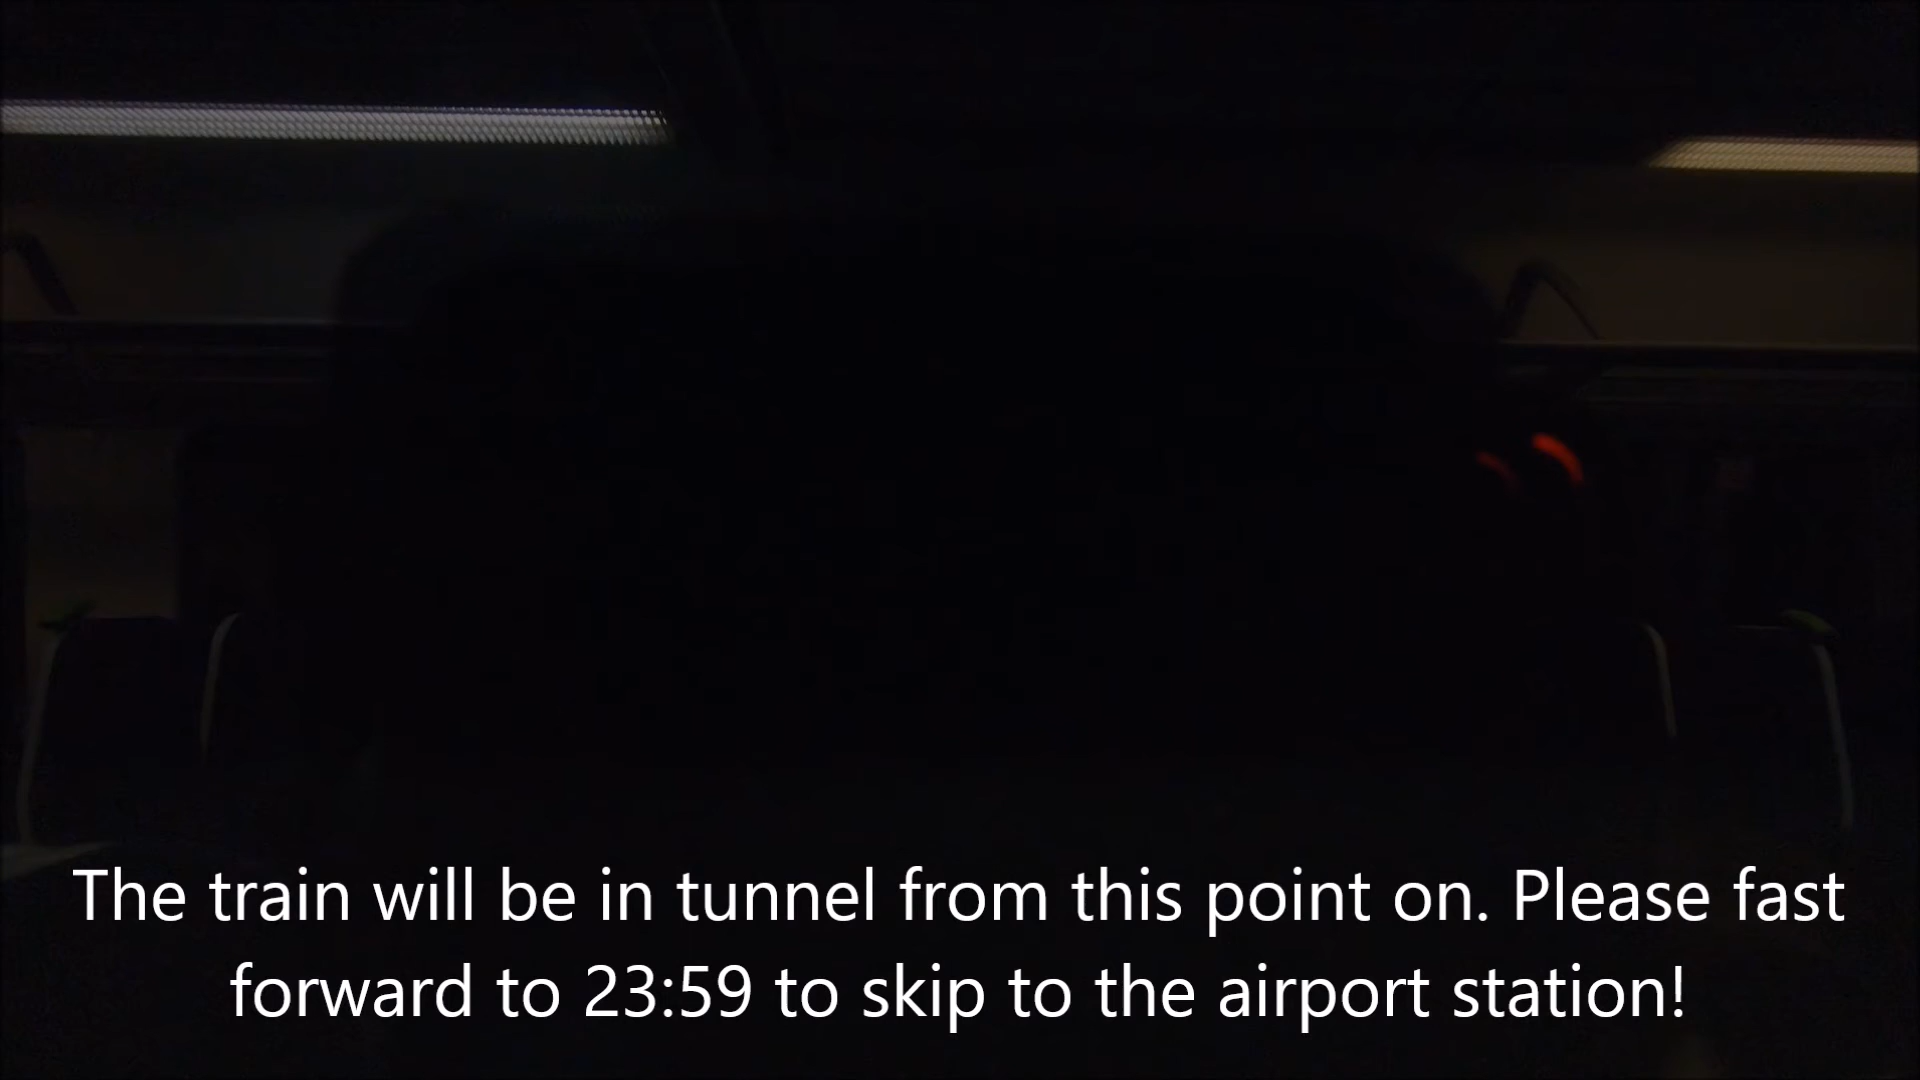 The train will be in tunnel from this point on. Please fast
forward to 23:59 to skip to the airport station!